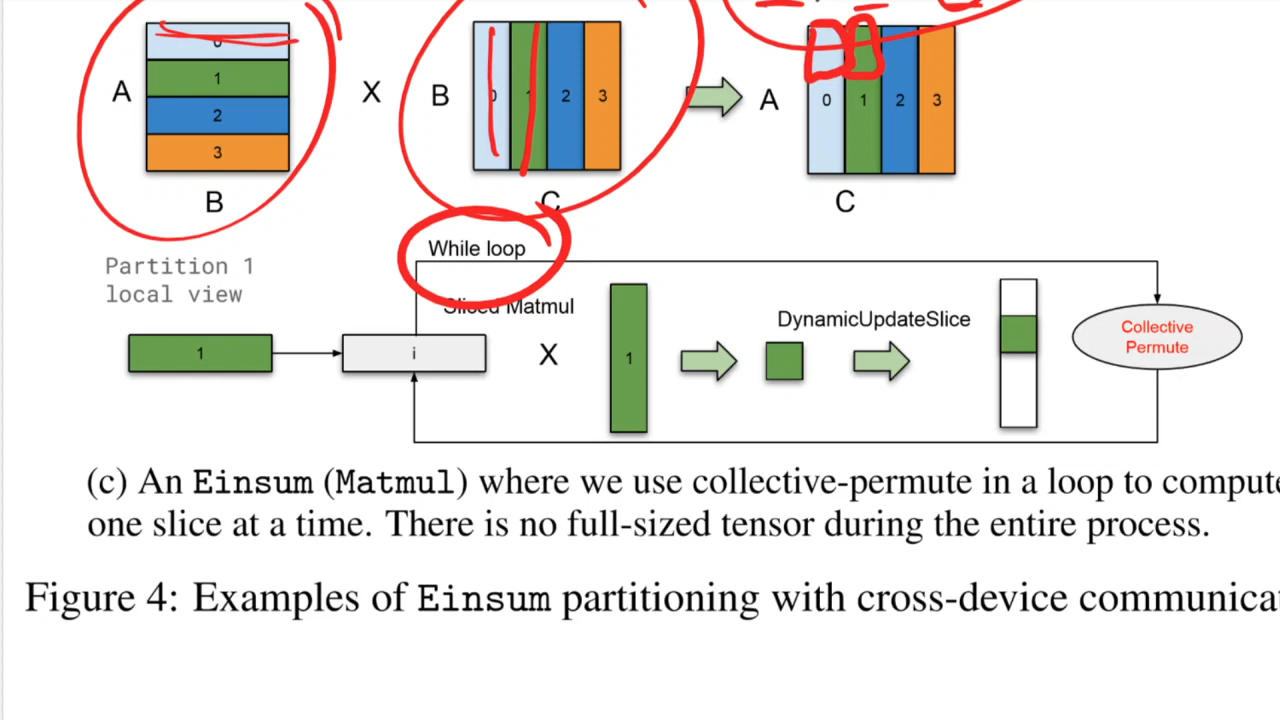 0
A 1 X B 0 1 2 3 A 0 1 2 3
2
3
B C C
While loop
Partition 1
local view
Sliced Matmul
DynamicUpdateSlice
1 i X 1
Collective
Permute
(c) An Einsum (Matmul) where we use collective-permute in a loop to compute
one slice at a time. There is no full-sized tensor during the entire process.
Figure 4: Examples of Einsum partitioning with cross-device communica